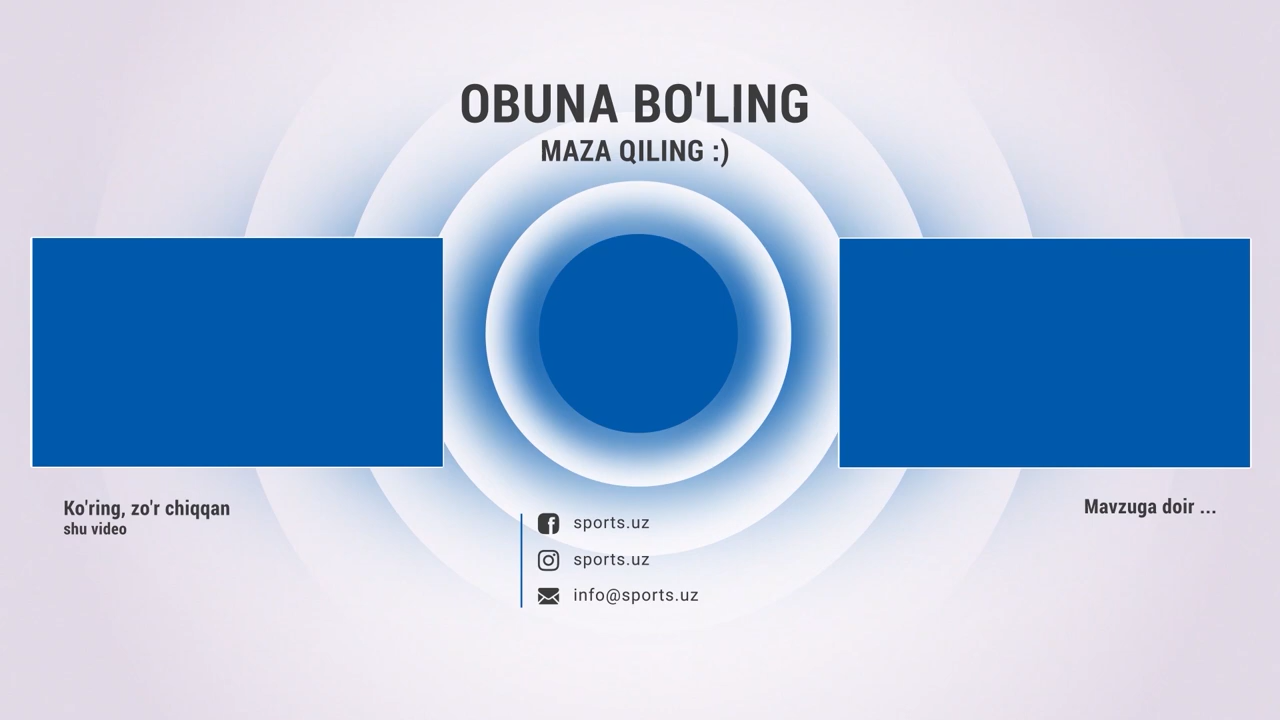 OBUNA BO'LING
MAZA QILING :)
Ko'ring, zo'r chiqqan
shu video
Mavzuga doir ...
sports.uz
sports.uz
info@sports.uz